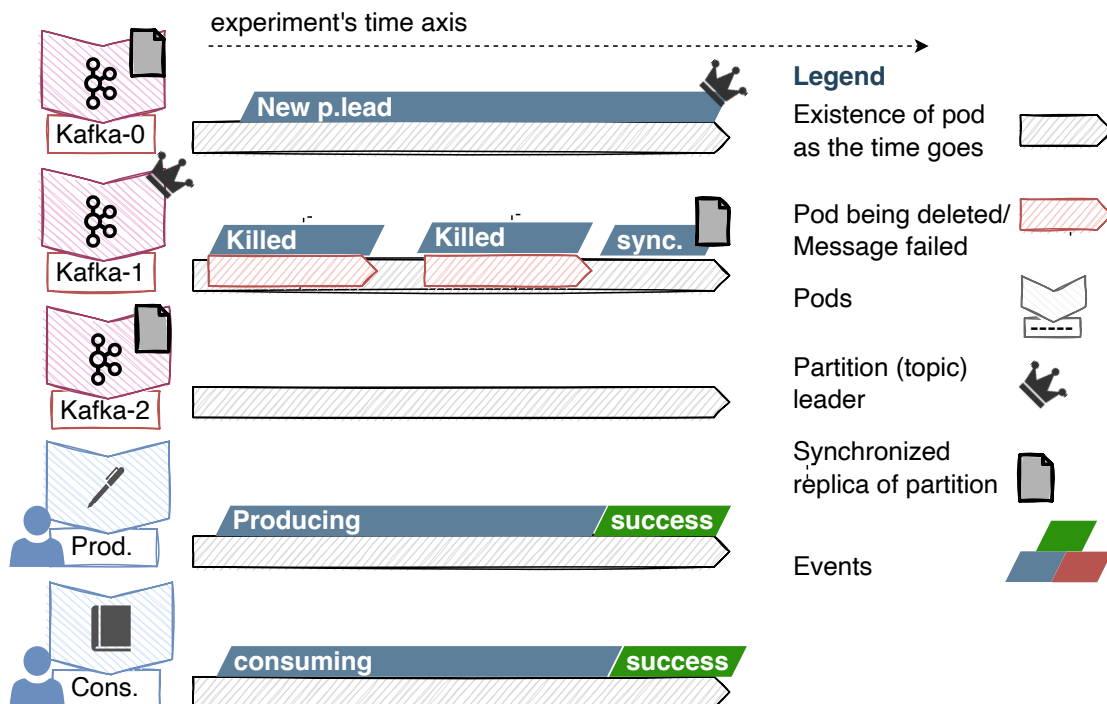 experiment's time axis
New p.lead
Kafka-0
Kafka-1
Killed
Killed
sync.
Kafka-2
Producing
success
Prod.
consuming
success
Cons.
Legend
Existence of pod
as the time goes
Pod being deleted/
Message failed
Pods
Partition (topic)
leader
Synchronized
replica of partition
Events